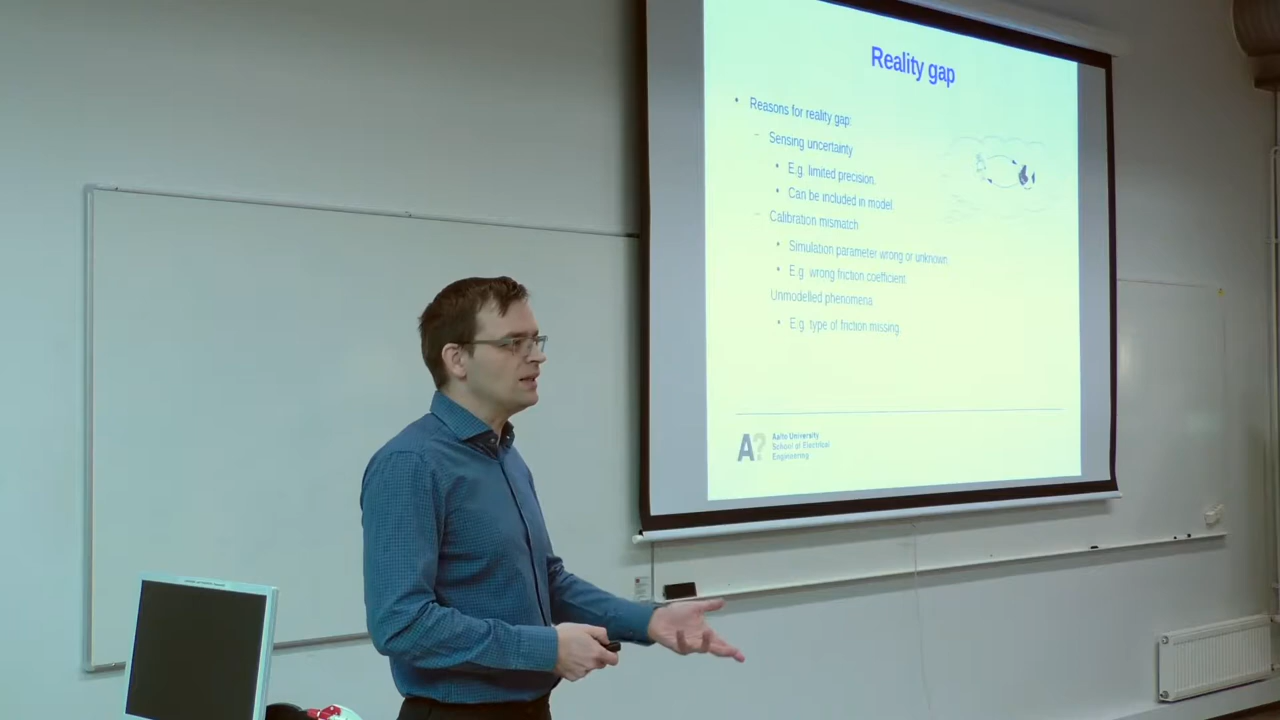 Reality gap
• Reasons for reality gap:
– Sensing uncertainty
• E.g. limited precision.
• Can be included in model.
– Calibration mismatch
• Simulation parameter wrong or unknown.
• E.g. wrong friction coefficient
Unmodelled phenomena
• E.g. type of friction missing.
A?
Aalto University
School of Electrical
Engineering